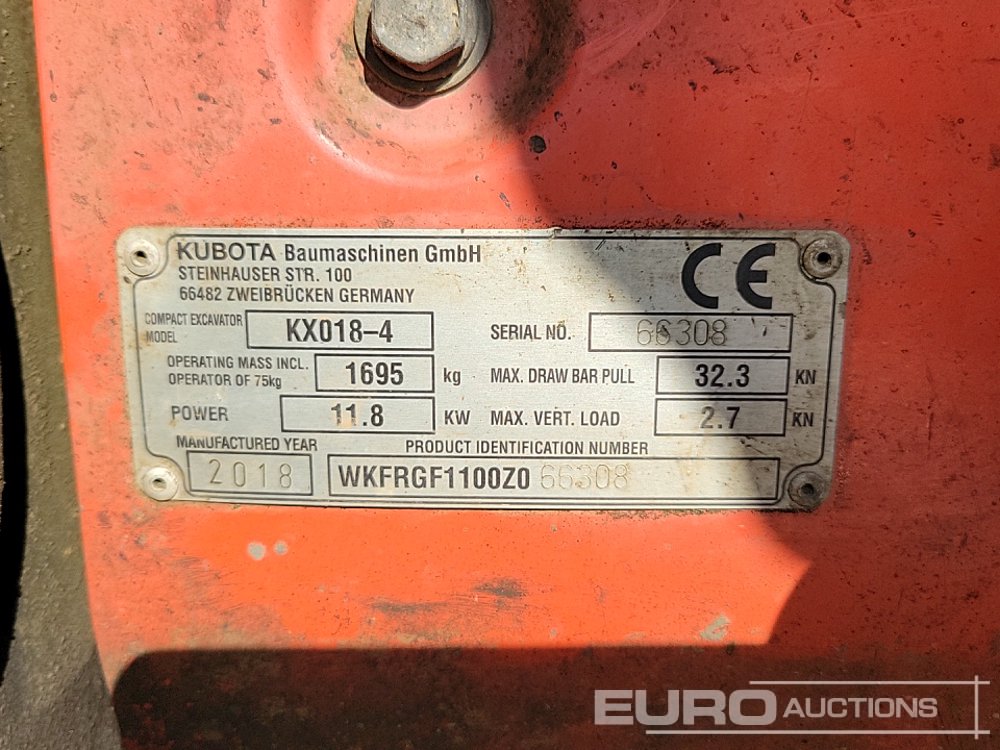 KUBOTA Baumaschinen GmbH
STEINHAUSER STR. 100
66482 ZWEIBRÜCKEN GERMANY
CE
COMPACT EXCAVATOR MODEL KX018-4 SERIAL NO. 66308
OPERATING MASS INCL. OPERATOR OF 75kg 1695 kg MAX. DRAW BAR PULL 32.3 KN
POWER 11.8 KW MAX. VERT. LOAD 2.7 KN
MANUFACTURED YEAR PRODUCT IDENTIFICATION NUMBER
2018 WKFRGF1100Z0 66308
EURO AUCTIONS